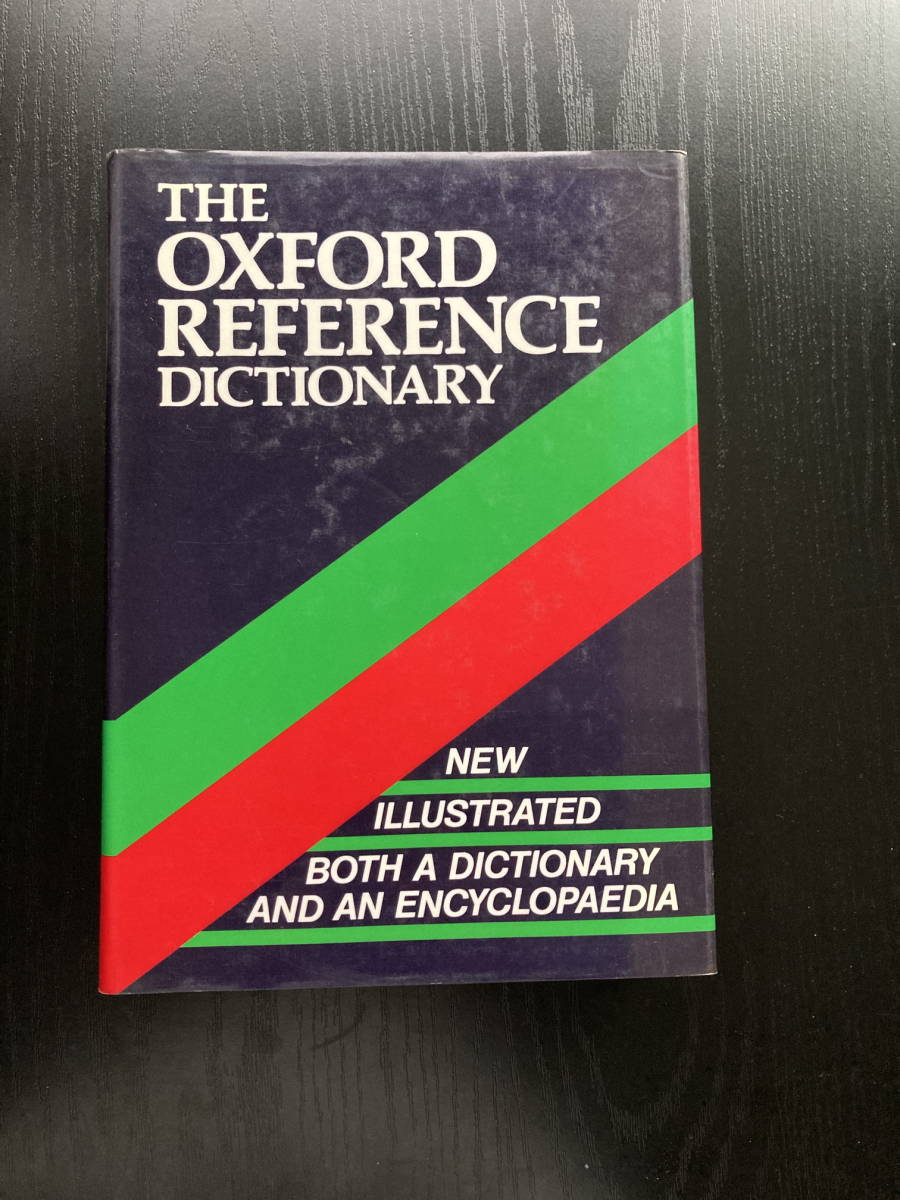 THE
OXFORD
REFERENCE
DICTIONARY
NEW
ILLUSTRATED
BOTH A DICTIONARY
AND AN ENCYCLOPAEDIA